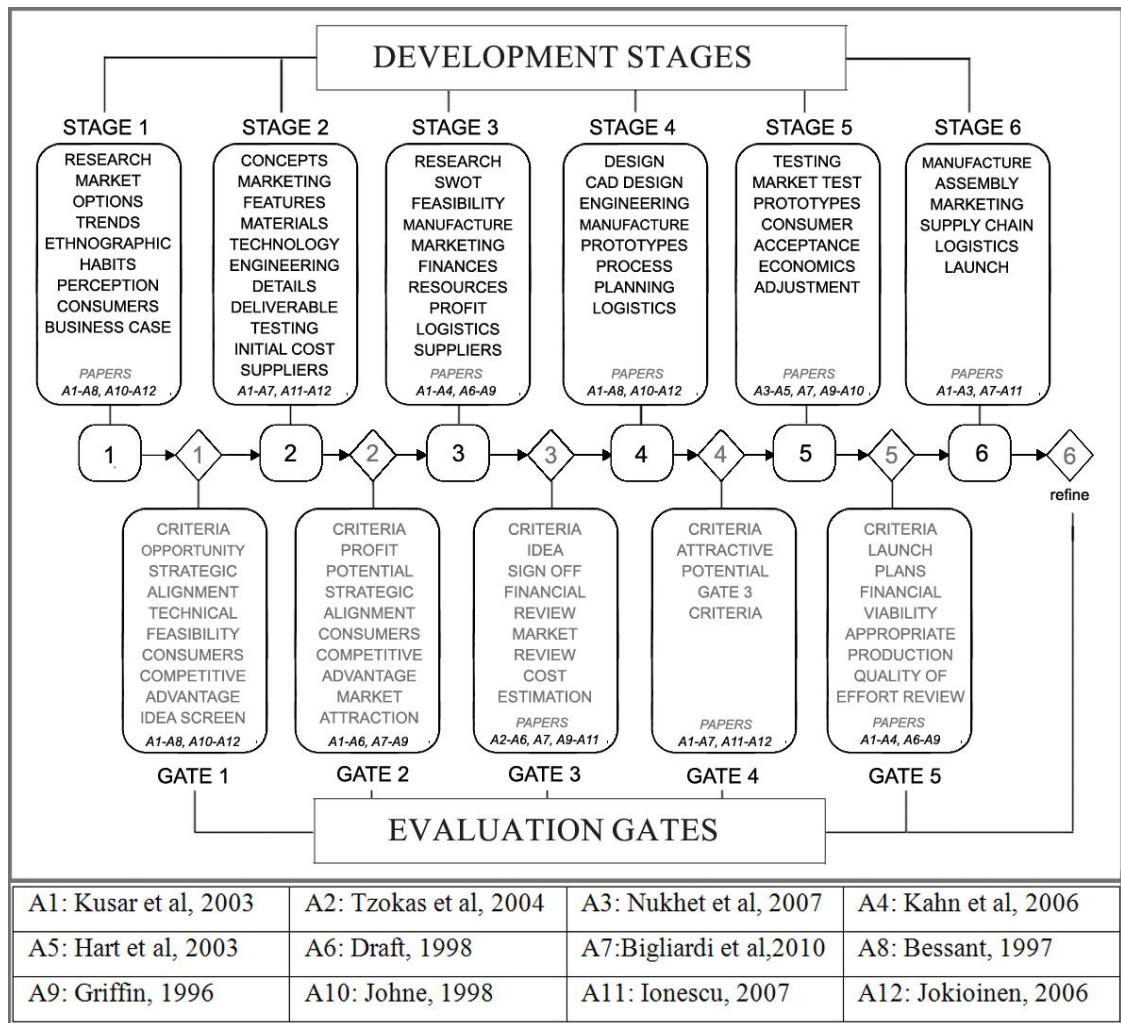 DEVELOPMENT STAGES
STAGE 1
RESEARCH
MARKET
OPTIONS
TRENDS
ETHNOGRAPHIC
HABITS
PERCEPTION
CONSUMERS
BUSINESS CASE
PAPERS
A1-A8, A10-A12
STAGE 2
CONCEPTS
MARKETING
FEATURES
MATERIALS
TECHNOLOGY
ENGINEERING
DETAILS
DELIVERABLE
TESTING
INITIAL COST
SUPPLIERS
A1-A7, A11-A12
STAGE 3
RESEARCH
SWOT
FEASIBILITY
MANUFACTURE
MARKETING
FINANCES
RESOURCES
PROFIT
LOGISTICS
SUPPLIERS
PAPERS
A1-A4, A6-A9
STAGE 4
DESIGN
CAD DESIGN
ENGINEERING
MANUFACTURE
PROTOTYPES
PROCESS
PLANNING
LOGISTICS
PAPERS
A1-A8, A10-A12
STAGE 5
TESTING
MARKET TEST
PROTOTYPES
CONSUMER
ACCEPTANCE
ECONOMICS
ADJUSTMENT
PAPERS
A3-A5, A7, A9-A10
STAGE 6
MANUFACTURE
ASSEMBLY
MARKETING
SUPPLY CHAIN
LOGISTICS
LAUNCH
PAPERS
A1-A3, A7-A11
1
1
2
2
3
3
4
4
5
5
6
6
refine
CRITERIA
OPPORTUNITY
STRATEGIC
ALIGNMENT
TECHNICAL
FEASIBILITY
CONSUMERS
COMPETITIVE
ADVANTAGE
IDEA SCREEN
A1-A8, A10-A12
GATE 1
CRITERIA
PROFIT
POTENTIAL
STRATEGIC
ALIGNMENT
CONSUMERS
COMPETITIVE
ADVANTAGE
MARKET
ATTRACTION
A1-A6, A7-A9
GATE 2
CRITERIA
IDEA
SIGN OFF
FINANCIAL
REVIEW
MARKET
REVIEW
COST
ESTIMATION
PAPERS
A2-A6, A7, A9-A11
GATE 3
CRITERIA
ATTRACTIVE
POTENTIAL
GATE 3
CRITERIA
PAPERS
A1-A7, A11-A12
GATE 4
CRITERIA
LAUNCH
PLANS
FINANCIAL
VIABILITY
APPROPRIATE
PRODUCTION
QUALITY OF
EFFORT REVIEW
PAPERS
A1-A4, A6-A9
GATE 5
EVALUATION GATES
A1: Kusar et al, 2003
A2: Tzokas et al, 2004
A3: Nukhet et al, 2007
A4: Kahn et al, 2006
A5: Hart et al, 2003
A6: Draft, 1998
A7:Bigliardi et al,2010
A8: Bessant, 1997
A9: Griffin, 1996
A10: Johne, 1998
A11: Ionescu, 2007
A12: Jokioinen, 2006